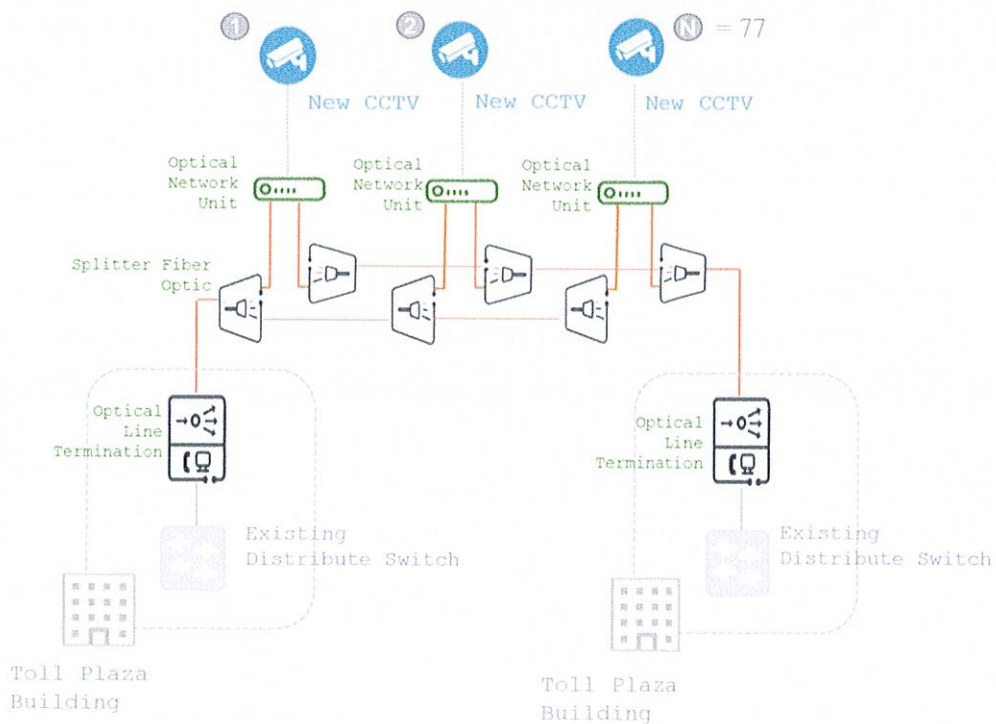 1
2
N = 77
New CCTV
New CCTV
New CCTV
Optical
Network
Unit
Optical
Network
Unit
Optical
Network
Unit
Splitter Fiber
Optic
Optical
Line
Termination
Optical
Line
Termination
Existing
Distribute Switch
Existing
Distribute Switch
Toll Plaza
Building
Toll Plaza
Building